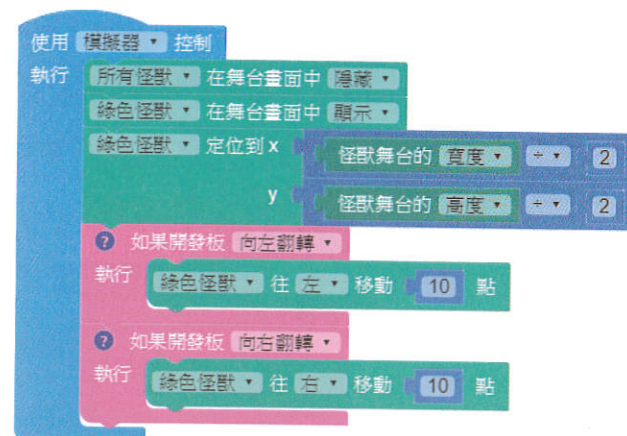 使用 模擬器 控制
執行 所有怪獸 在舞台畫面中 隱藏
綠色怪獸 在舞台畫面中 顯示
綠色怪獸 定位到 x 怪獸舞台的 寬度 ÷ 2
y 怪獸舞台的 高度 ÷ 2
? 如果開發板 向左翻轉
執行 綠色怪獸 往 左 移動 10 點
? 如果開發板 向右翻轉
執行 綠色怪獸 往 右 移動 10 點